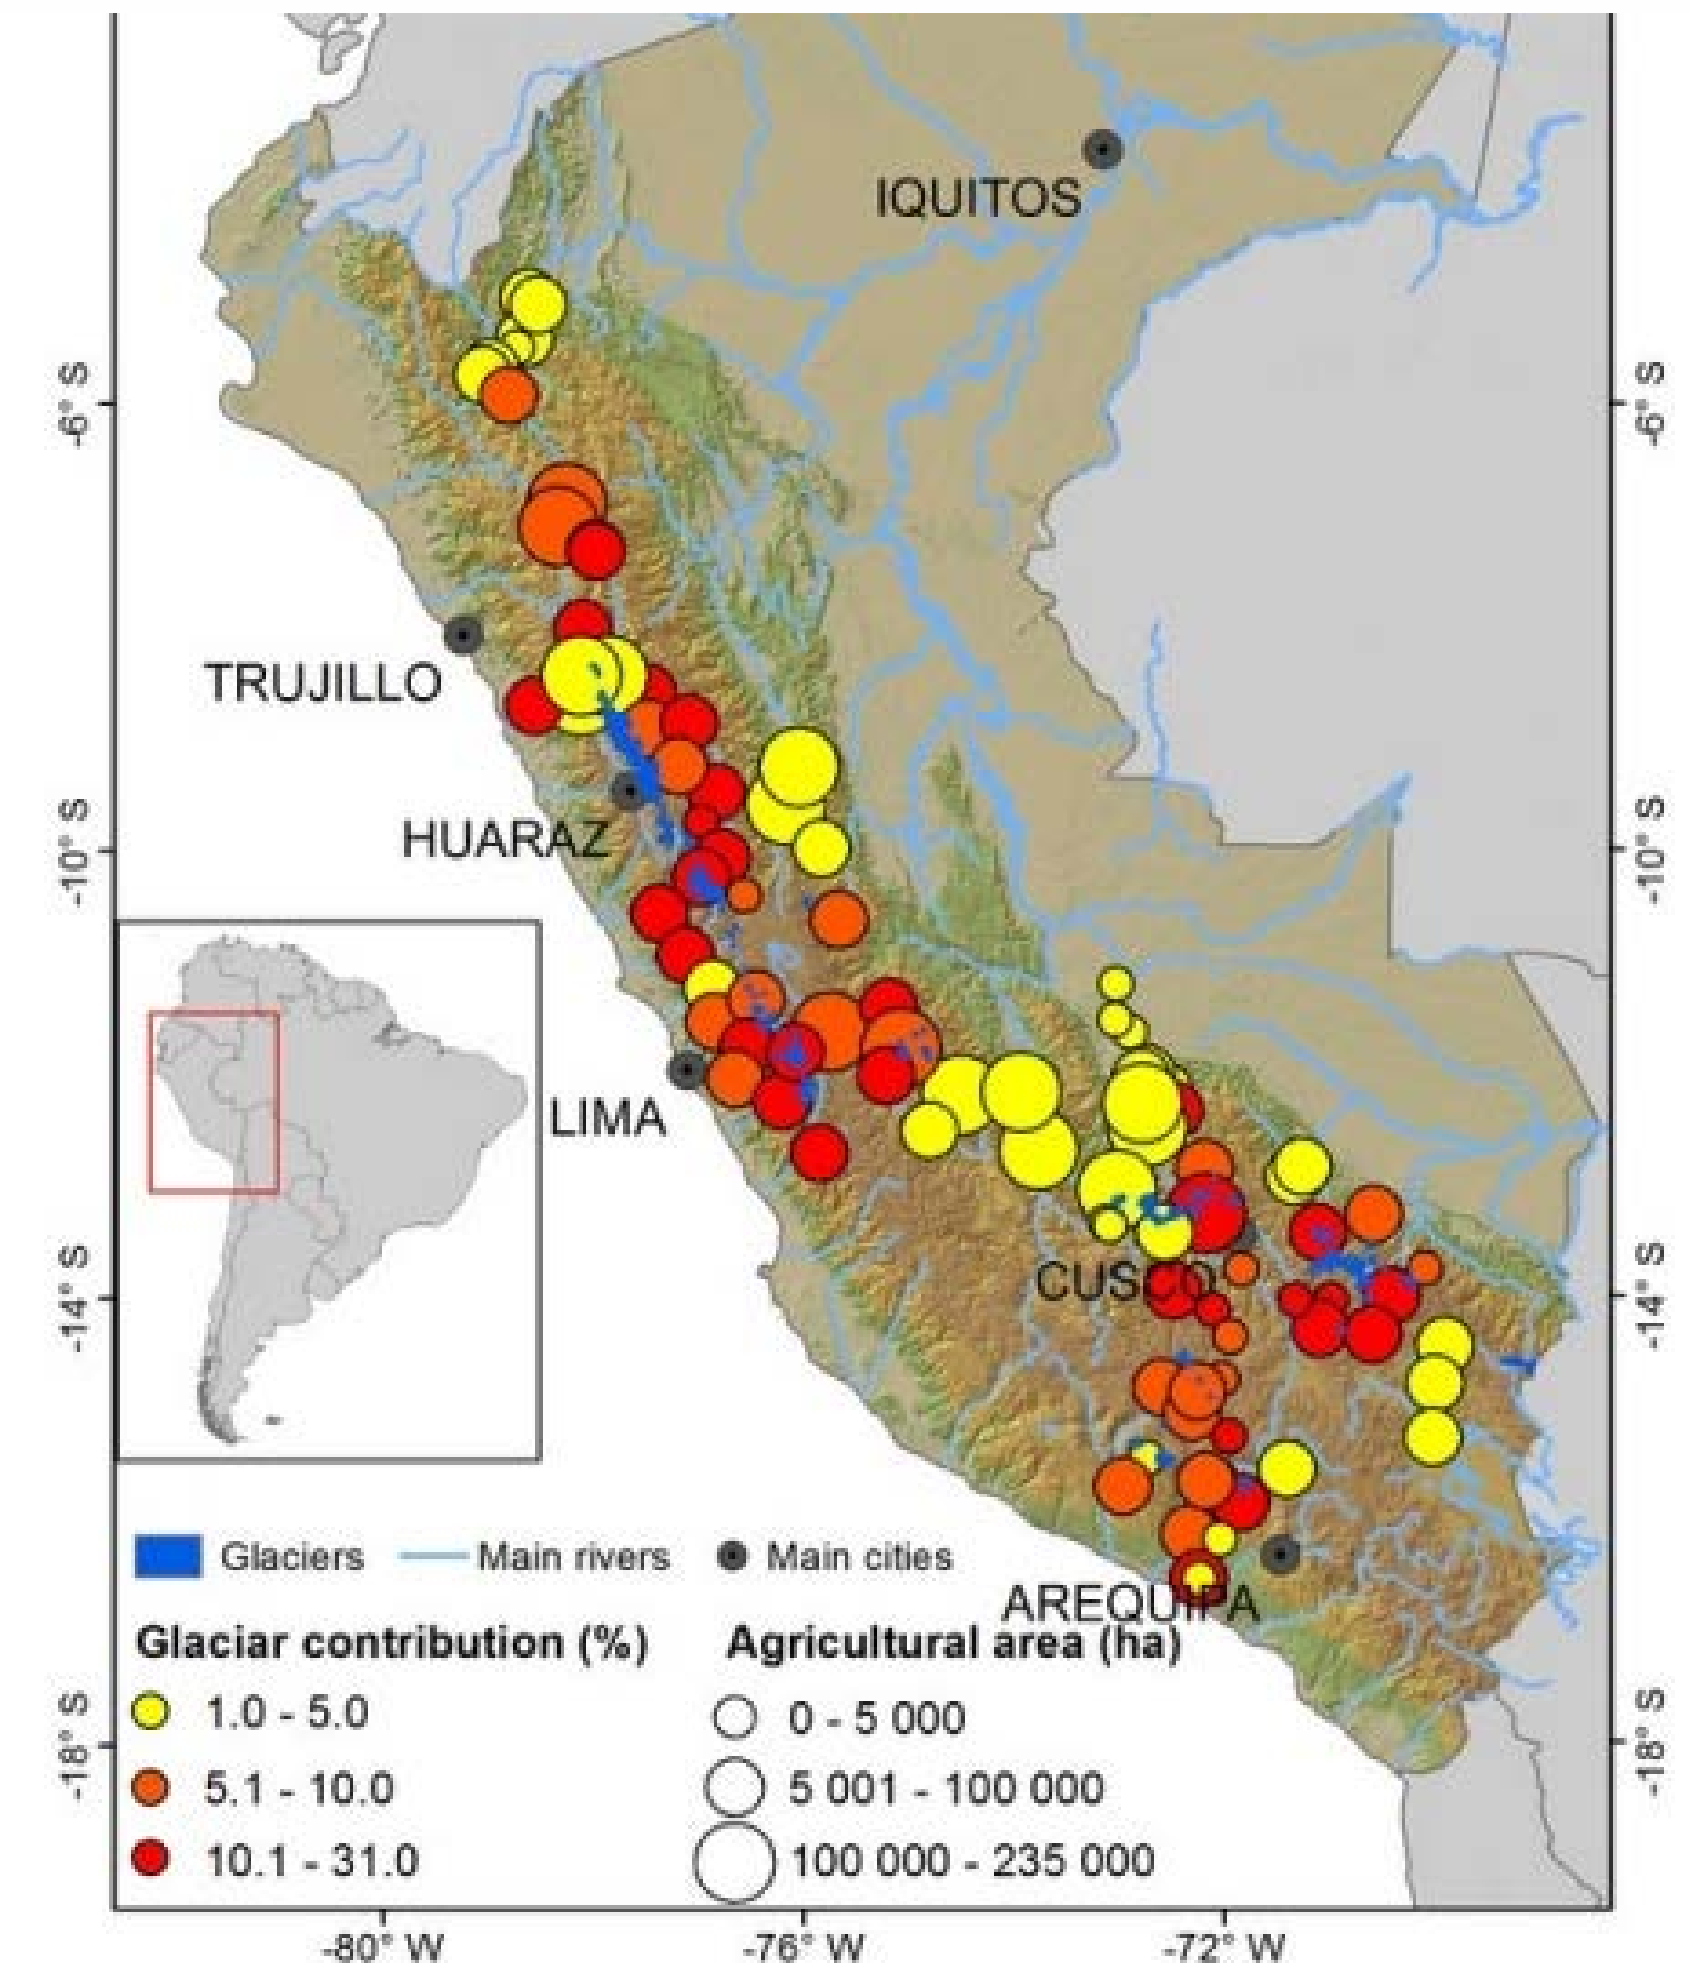 IQUITOS
-6° S
-6° S
TRUJILLO
HUARAZ
-10° S
-10° S
LIMA
CUSCO
-14° S
-14° S
Glaciers
Main rivers
Main cities
AREQUIPA
Glaciar contribution (%)
Agricultural area (ha)
1.0 - 5.0
0 - 5 000
5.1 - 10.0
5 001 - 100 000
10.1 - 31.0
100 000 - 235 000
-18° S
-18° S
-80° W
-76° W
-72° W